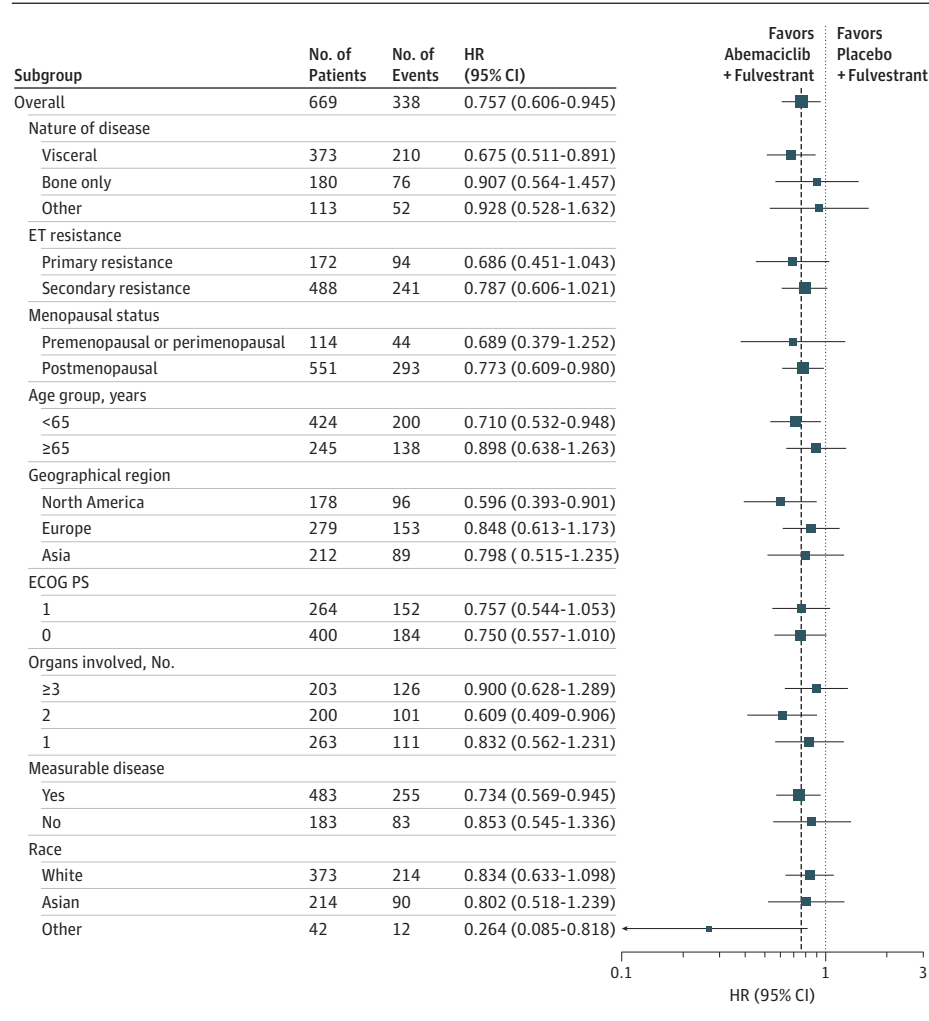 Subgroup No. of Patients No. of Events HR (95% CI) Favors Abemaciclib + Fulvestrant Favors Placebo + Fulvestrant
Overall 669 338 0.757 (0.606-0.945)
Nature of disease
Visceral 373 210 0.675 (0.511-0.891)
Bone only 180 76 0.907 (0.564-1.457)
Other 113 52 0.928 (0.528-1.632)
ET resistance
Primary resistance 172 94 0.686 (0.451-1.043)
Secondary resistance 488 241 0.787 (0.606-1.021)
Menopausal status
Premenopausal or perimenopausal 114 44 0.689 (0.379-1.252)
Postmenopausal 551 293 0.773 (0.609-0.980)
Age group, years
<65 424 200 0.710 (0.532-0.948)
≥65 245 138 0.898 (0.638-1.263)
Geographical region
North America 178 96 0.596 (0.393-0.901)
Europe 279 153 0.848 (0.613-1.173)
Asia 212 89 0.798 ( 0.515-1.235)
ECOG PS
1 264 152 0.757 (0.544-1.053)
0 400 184 0.750 (0.557-1.010)
Organs involved, No.
≥3 203 126 0.900 (0.628-1.289)
2 200 101 0.609 (0.409-0.906)
1 263 111 0.832 (0.562-1.231)
Measurable disease
Yes 483 255 0.734 (0.569-0.945)
No 183 83 0.853 (0.545-1.336)
Race
White 373 214 0.834 (0.633-1.098)
Asian 214 90 0.802 (0.518-1.239)
Other 42 12 0.264 (0.085-0.818)
0.1 1 3
HR (95% CI)